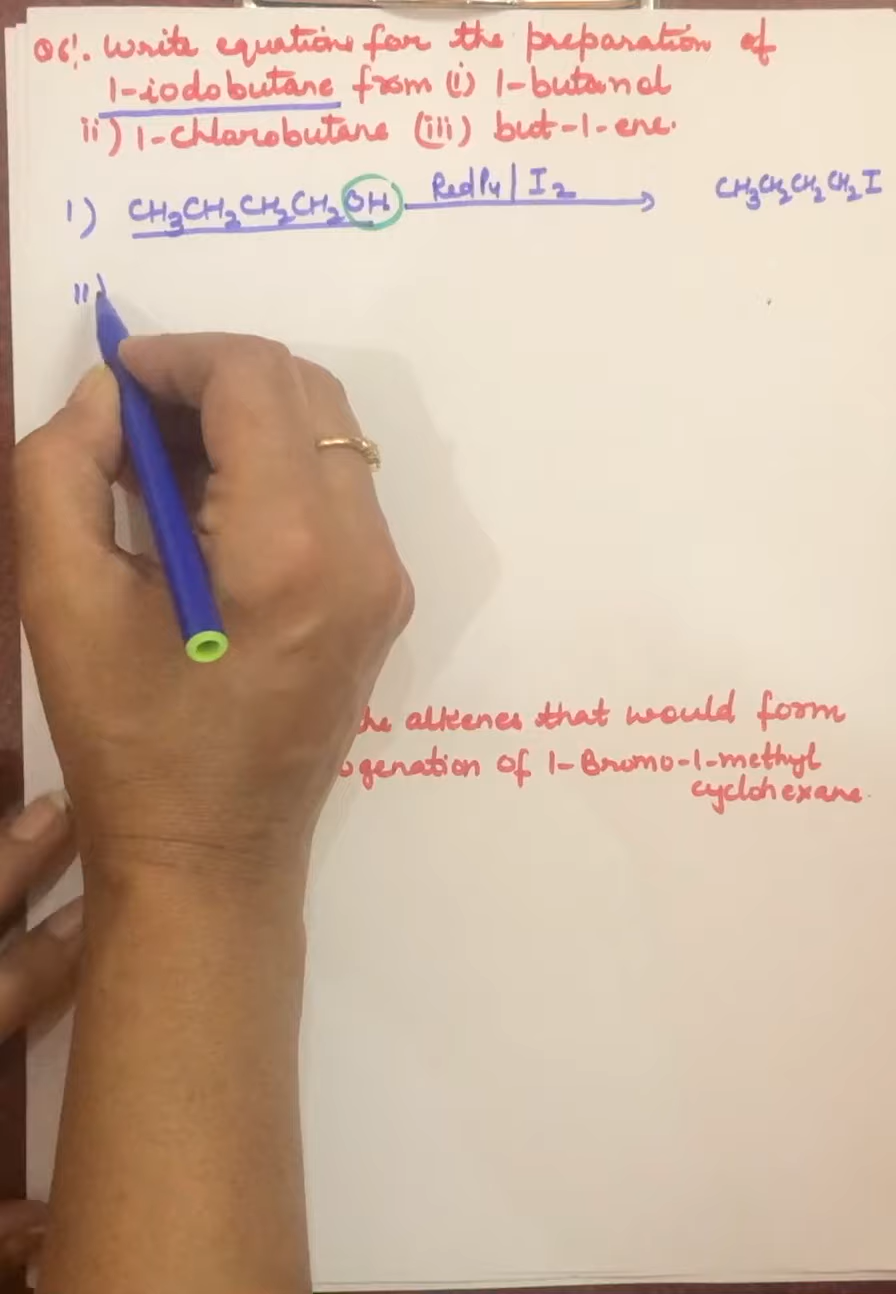 Q6:. Write equations for the preparation of
1-iodobutane from (i) 1-butanol
ii) 1-chlorobutane (iii) but-1-ene.
1) CH3CH2CH2CH2OH Red P4 / I2 → CH3CH2CH2CH2I
ii)
the alkenes that would form
genation of 1-Bromo-1-methyl
cyclohexane.